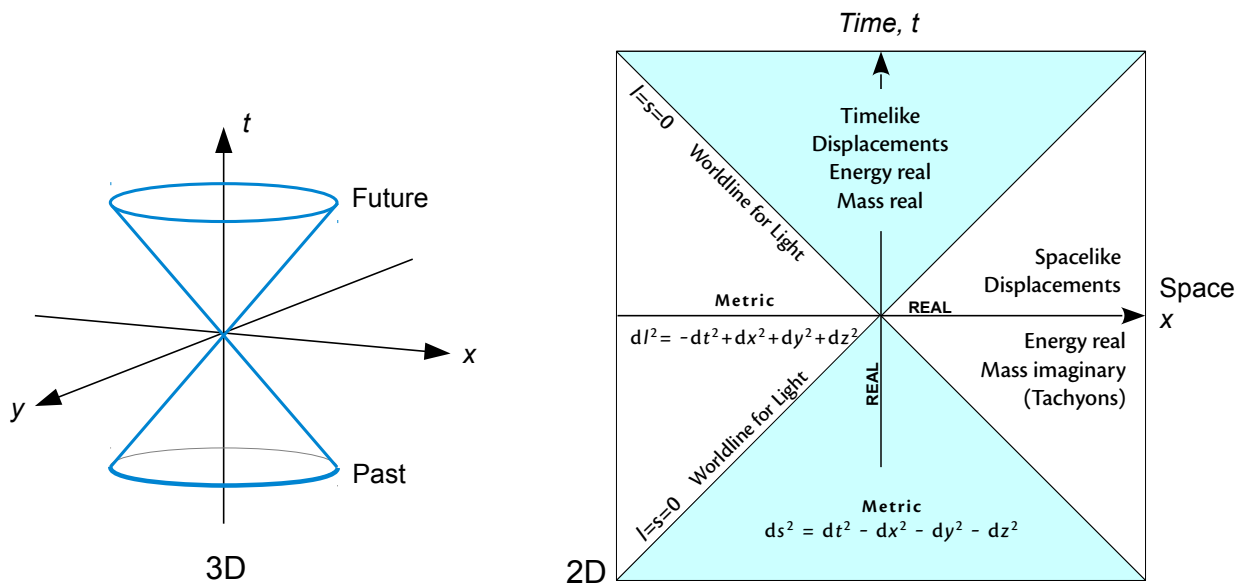 t
Future
x
y
Past
3D
Time, t
l=s=0
Worldline for Light
Timelike
Displacements
Energy real
Mass real
Spacelike
Displacements
Metric
REAL
Space
x
dl² = -dt²+dx²+dy²+dz²
Energy real
Mass imaginary
(Tachyons)
REAL
Worldline for Light
l=s=0
Metric
ds² = dt² - dx² - dy² - dz²
2D